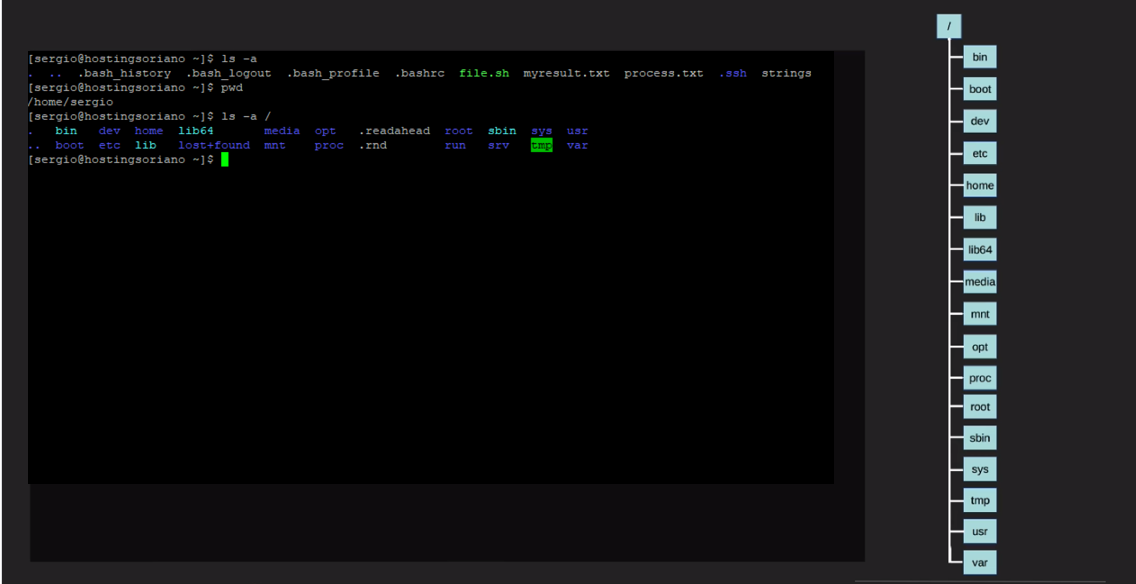 [sergio@hostingsoriano ~]$ ls -a
. .. .bash_history .bash_logout .bash_profile .bashrc file.sh myresult.txt process.txt .ssh strings
[sergio@hostingsoriano ~]$ pwd
/home/sergio
[sergio@hostingsoriano ~]$ ls -a /
. bin dev home lib64 media opt .readahead root sbin sys usr
.. boot etc lib lost+found mnt proc .rnd run srv tmp var
[sergio@hostingsoriano ~]$
/
bin
boot
dev
etc
home
lib
lib64
media
mnt
opt
proc
root
sbin
sys
tmp
usr
var